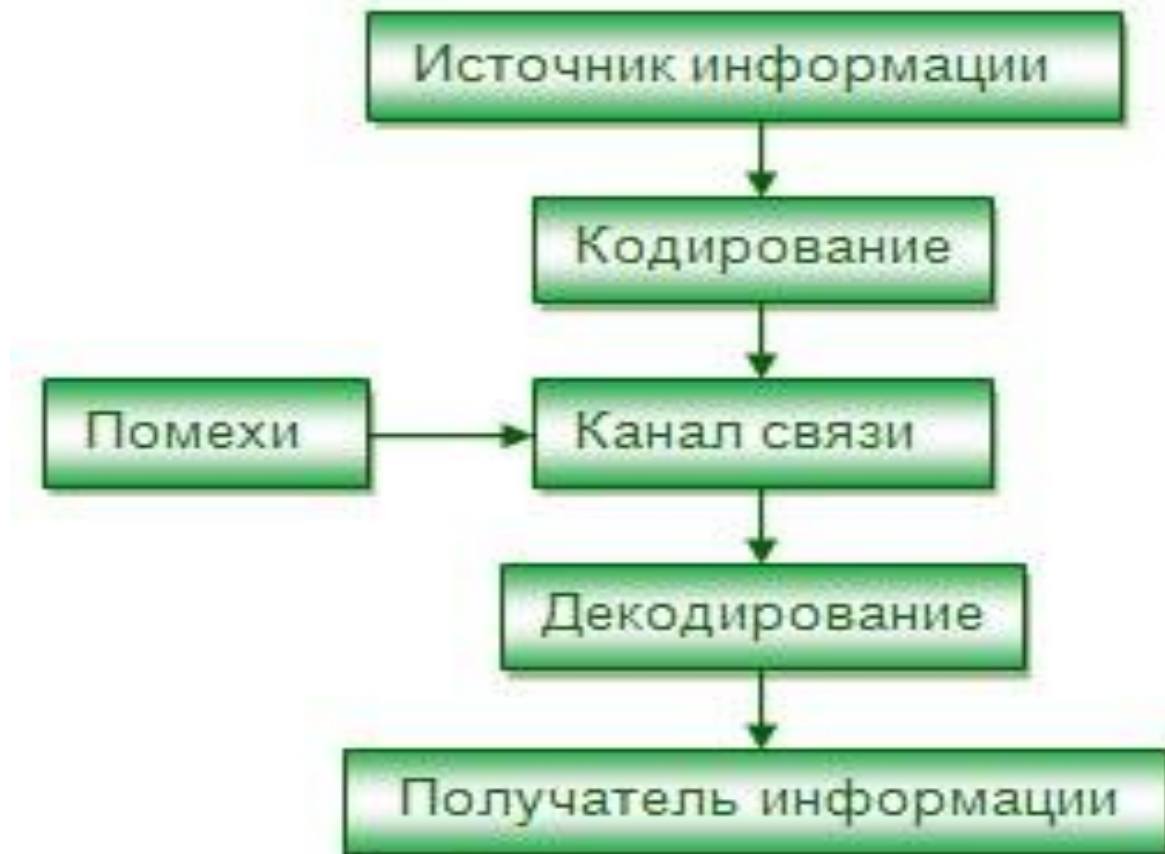 Источник информации
Кодирование
Помехи
Канал связи
Декодирование
Получатель информации